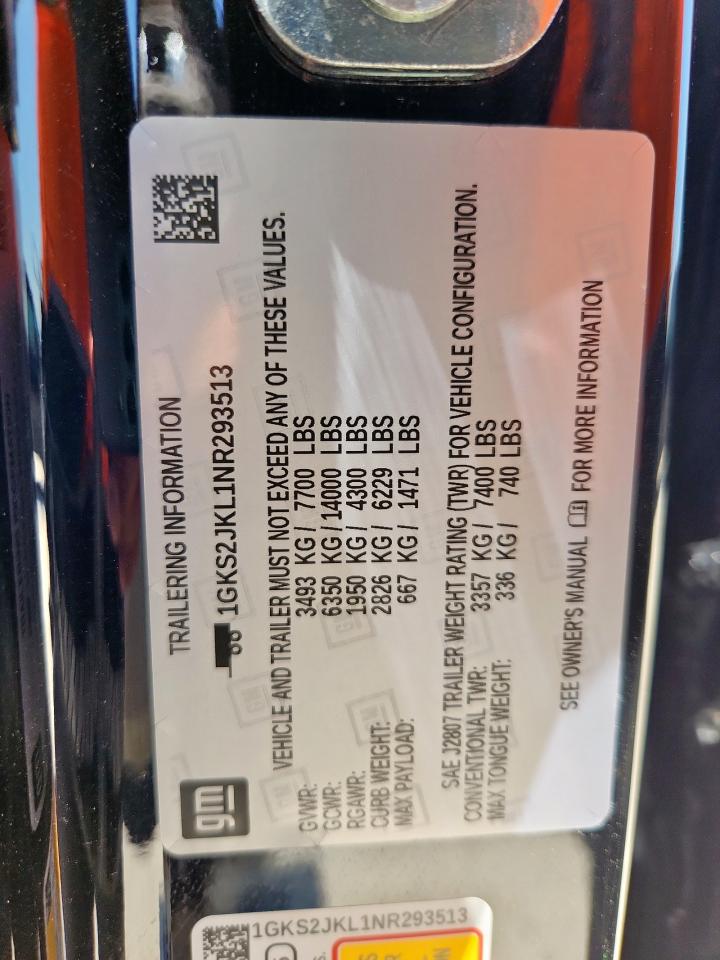 gm
TRAILERING INFORMATION
1GKS2JKL1NR293513
VEHICLE AND TRAILER MUST NOT EXCEED ANY OF THESE VALUES.
GVWR: 3493 KG / 7700 LBS
GCWR: 6350 KG / 14000 LBS
RGAWR: 1950 KG / 4300 LBS
CURB WEIGHT: 2826 KG / 6229 LBS
MAX PAYLOAD: 667 KG / 1471 LBS
SAE J2807 TRAILER WEIGHT RATING (TWR) FOR VEHICLE CONFIGURATION.
CONVENTIONAL TWR: 3357 KG / 7400 LBS
MAX TONGUE WEIGHT: 336 KG / 740 LBS
SEE OWNER'S MANUAL FOR MORE INFORMATION
1GKS2JKL1NR293513